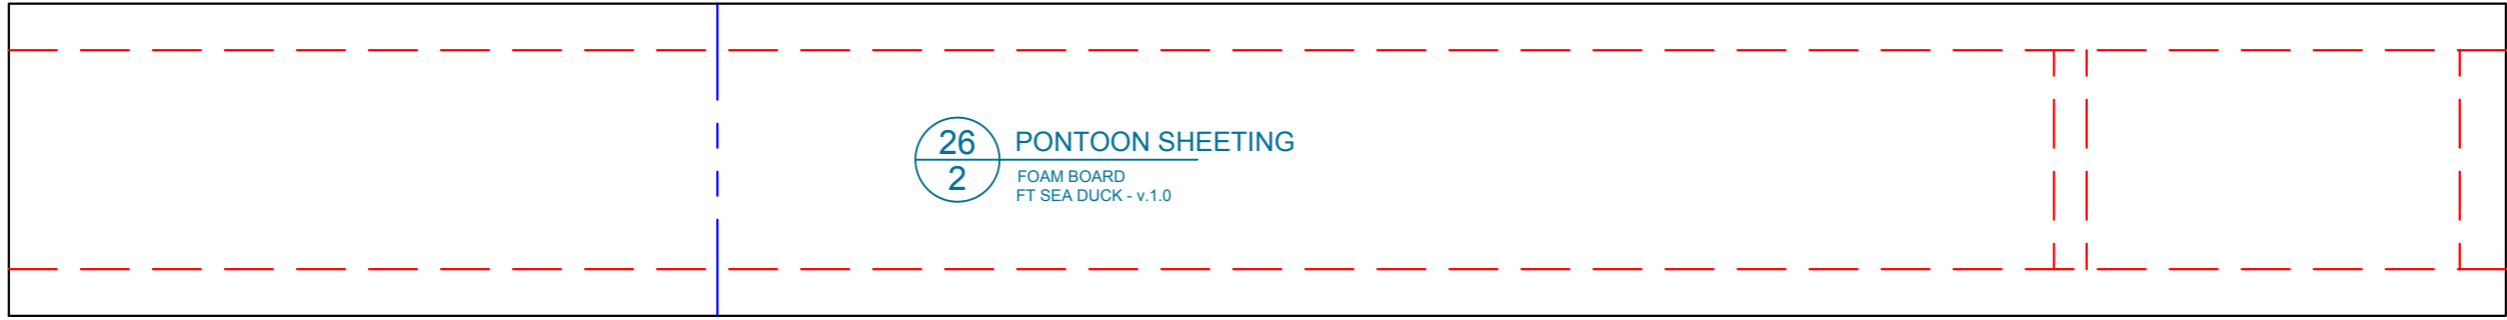 26
2
PONTOON SHEETING
FOAM BOARD
FT SEA DUCK - v.1.0